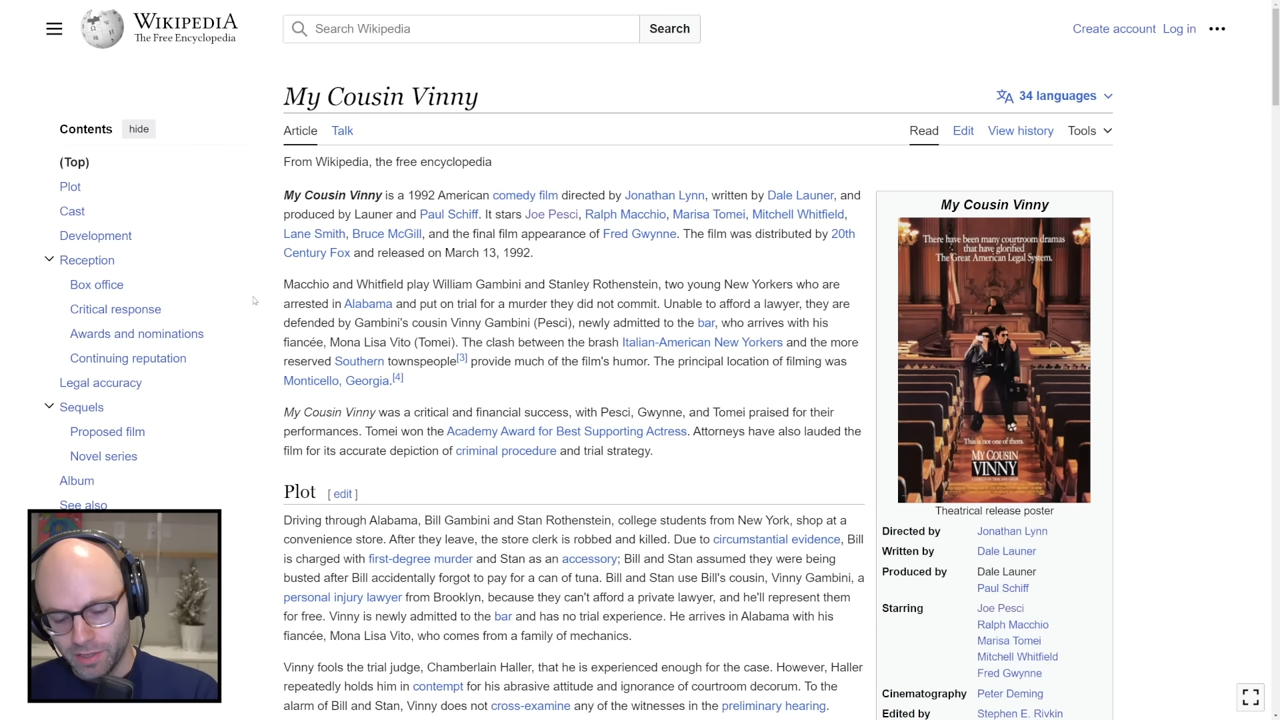 WIKIPEDIA
The Free Encyclopedia
Search Wikipedia
Search
Create account Log in
My Cousin Vinny
34 languages
Contents hide
(Top)
Plot
Cast
Development
Reception
Box office
Critical response
Awards and nominations
Continuing reputation
Legal accuracy
Sequels
Proposed film
Novel series
Album
See also
Article Talk
Read Edit View history Tools
From Wikipedia, the free encyclopedia
My Cousin Vinny is a 1992 American comedy film directed by Jonathan Lynn, written by Dale Launer, and
produced by Launer and Paul Schiff. It stars Joe Pesci, Ralph Macchio, Marisa Tomei, Mitchell Whitfield,
Lane Smith, Bruce McGill, and the final film appearance of Fred Gwynne. The film was distributed by 20th
Century Fox and released on March 13, 1992.
Macchio and Whitfield play William Gambini and Stanley Rothenstein, two young New Yorkers who are
arrested in Alabama and put on trial for a murder they did not commit. Unable to afford a lawyer, they are
defended by Gambini's cousin Vinny Gambini (Pesci), newly admitted to the bar, who arrives with his
fiancée, Mona Lisa Vito (Tomei). The clash between the brash Italian-American New Yorkers and the more
reserved Southern townspeople[3] provide much of the film's humor. The principal location of filming was
Monticello, Georgia.[4]
My Cousin Vinny was a critical and financial success, with Pesci, Gwynne, and Tomei praised for their
performances. Tomei won the Academy Award for Best Supporting Actress. Attorneys have also lauded the
film for its accurate depiction of criminal procedure and trial strategy.
Plot [ edit ]
Driving through Alabama, Bill Gambini and Stan Rothenstein, college students from New York, shop at a
convenience store. After they leave, the store clerk is robbed and killed. Due to circumstantial evidence, Bill
is charged with first-degree murder and Stan as an accessory; Bill and Stan assumed they were being
busted after Bill accidentally forgot to pay for a can of tuna. Bill and Stan use Bill's cousin, Vinny Gambini, a
personal injury lawyer from Brooklyn, because they can't afford a private lawyer, and he'll represent them
for free. Vinny is newly admitted to the bar and has no trial experience. He arrives in Alabama with his
fiancée, Mona Lisa Vito, who comes from a family of mechanics.
Vinny fools the trial judge, Chamberlain Haller, that he is experienced enough for the case. However, Haller
repeatedly holds him in contempt for his abrasive attitude and ignorance of courtroom decorum. To the
alarm of Bill and Stan, Vinny does not cross-examine any of the witnesses in the preliminary hearing.
My Cousin Vinny
There have been many courtroom dramas
that have glorified
The Great American Legal System.
This is not one of them.
MY COUSIN
VINNY
Theatrical release poster
Directed by Jonathan Lynn
Written by Dale Launer
Produced by Dale Launer
Paul Schiff
Starring Joe Pesci
Ralph Macchio
Marisa Tomei
Mitchell Whitfield
Fred Gwynne
Cinematography Peter Deming
Edited by Stephen E. Rivkin